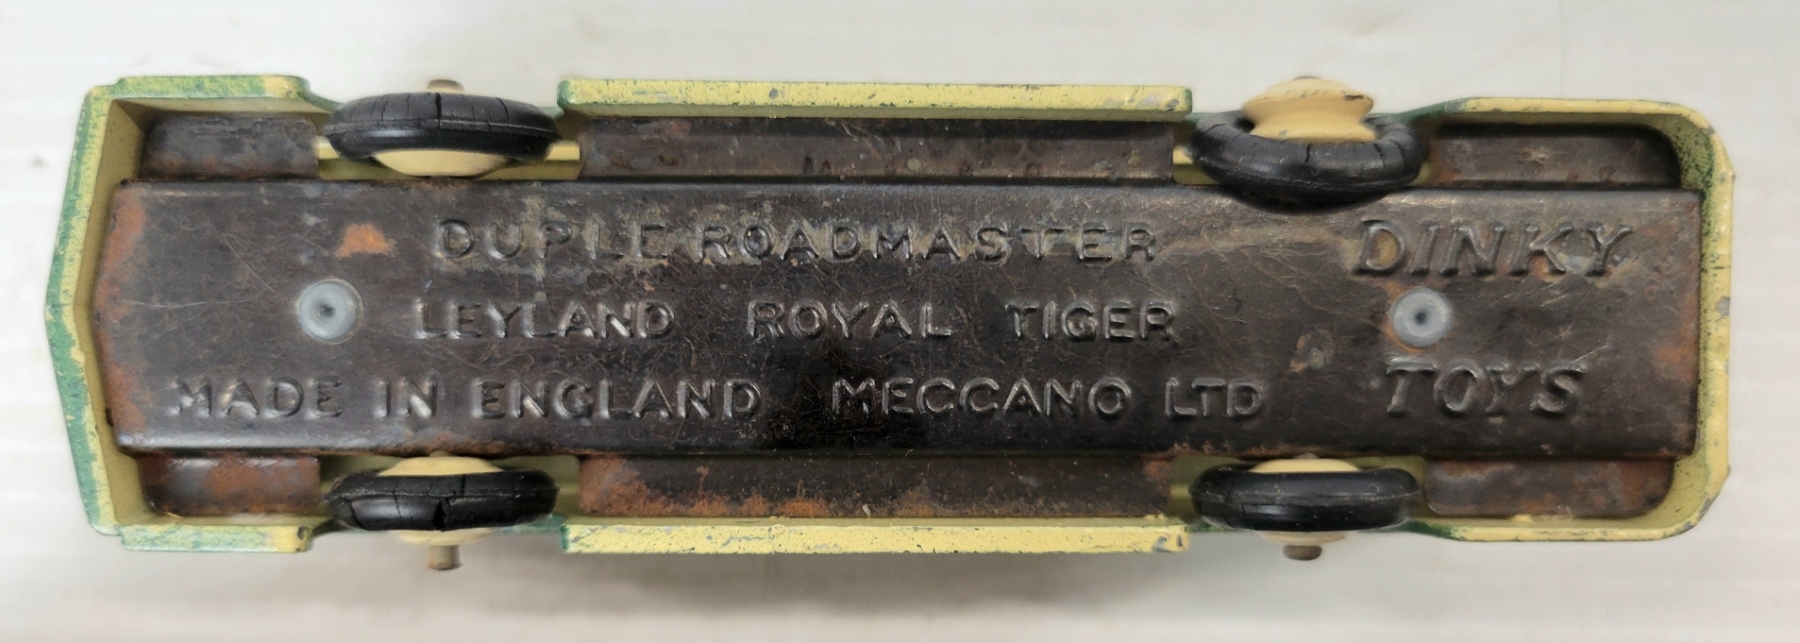 DUPLE ROADMASTER
LEYLAND ROYAL TIGER
MADE IN ENGLAND MECCANO LTD
DINKY
TOYS